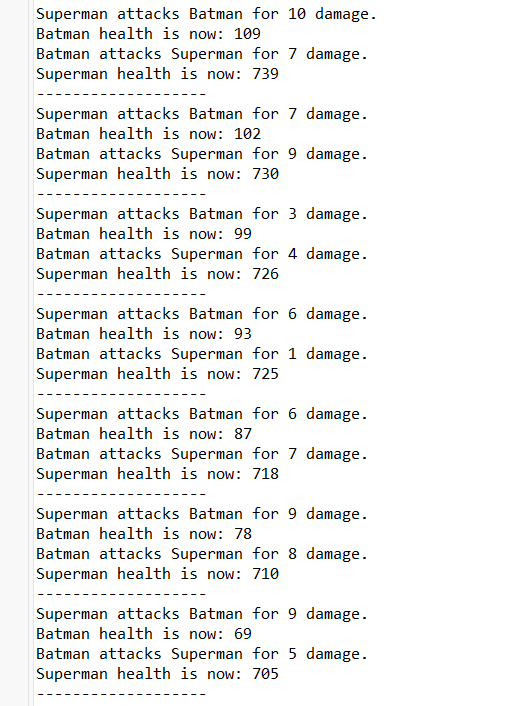 Superman attacks Batman for 10 damage.
Batman health is now: 109
Batman attacks Superman for 7 damage.
Superman health is now: 739
-------------------
Superman attacks Batman for 7 damage.
Batman health is now: 102
Batman attacks Superman for 9 damage.
Superman health is now: 730
-------------------
Superman attacks Batman for 3 damage.
Batman health is now: 99
Batman attacks Superman for 4 damage.
Superman health is now: 726
-------------------
Superman attacks Batman for 6 damage.
Batman health is now: 93
Batman attacks Superman for 1 damage.
Superman health is now: 725
-------------------
Superman attacks Batman for 6 damage.
Batman health is now: 87
Batman attacks Superman for 7 damage.
Superman health is now: 718
-------------------
Superman attacks Batman for 9 damage.
Batman health is now: 78
Batman attacks Superman for 8 damage.
Superman health is now: 710
-------------------
Superman attacks Batman for 9 damage.
Batman health is now: 69
Batman attacks Superman for 5 damage.
Superman health is now: 705
-------------------